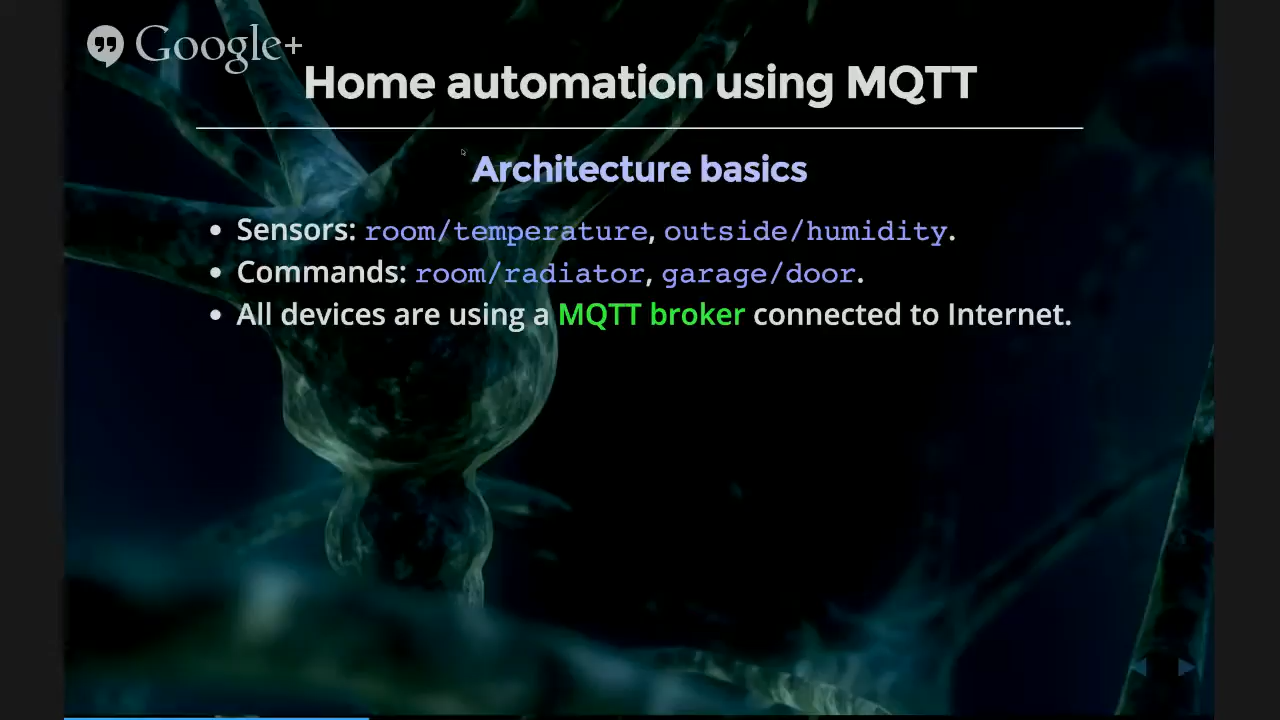 Google+
Home automation using MQTT
Architecture basics
• Sensors: room/temperature, outside/humidity.
• Commands: room/radiator, garage/door.
• All devices are using a MQTT broker connected to Internet.